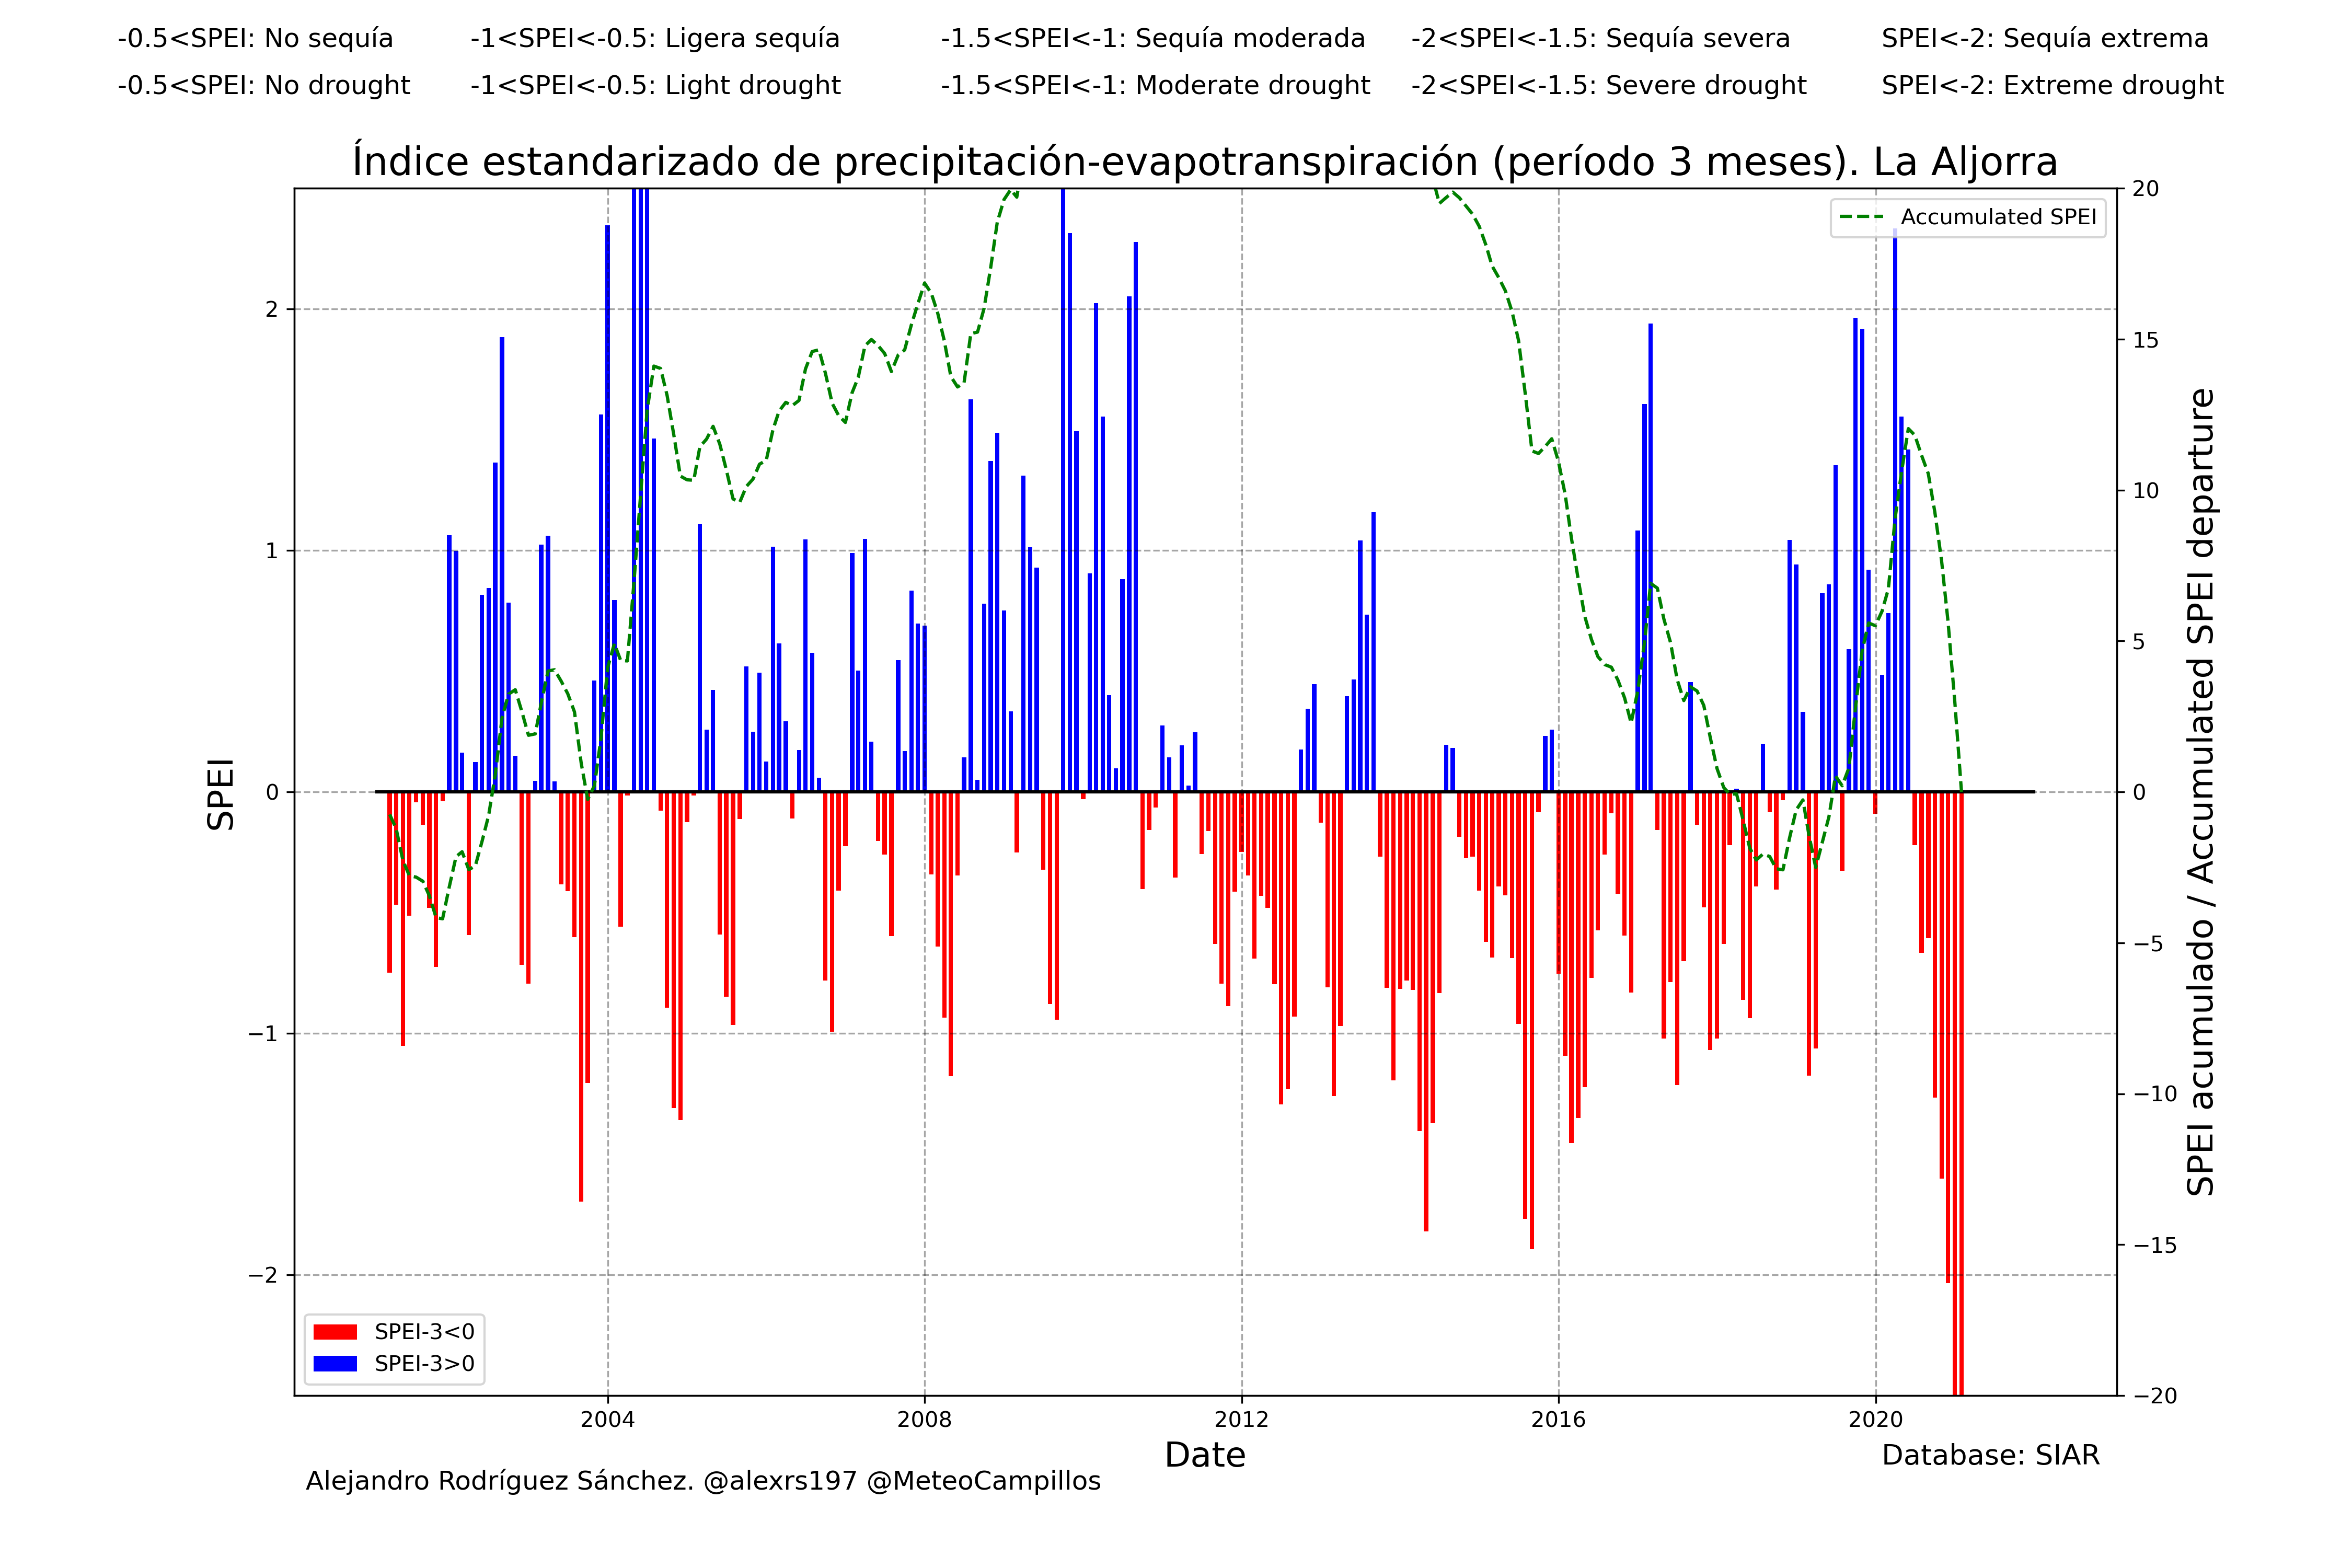 -0.5<SPEI: No sequía -1<SPEI<-0.5: Ligera sequía -1.5<SPEI<-1: Sequía moderada -2<SPEI<-1.5: Sequía severa SPEI<-2: Sequía extrema
-0.5<SPEI: No drought -1<SPEI<-0.5: Light drought -1.5<SPEI<-1: Moderate drought -2<SPEI<-1.5: Severe drought SPEI<-2: Extreme drought
Índice estandarizado de precipitación-evapotranspiración (período 3 meses). La Aljorra
Accumulated SPEI
SPEI
2
1
0
−1
−2
20
15
10
5
0
−5
−10
−15
−20
SPEI acumulado / Accumulated SPEI departure
SPEI-3<0
SPEI-3>0
2004 2008 2012 2016 2020
Date
Database: SIAR
Alejandro Rodríguez Sánchez. @alexrs197 @MeteoCampillos